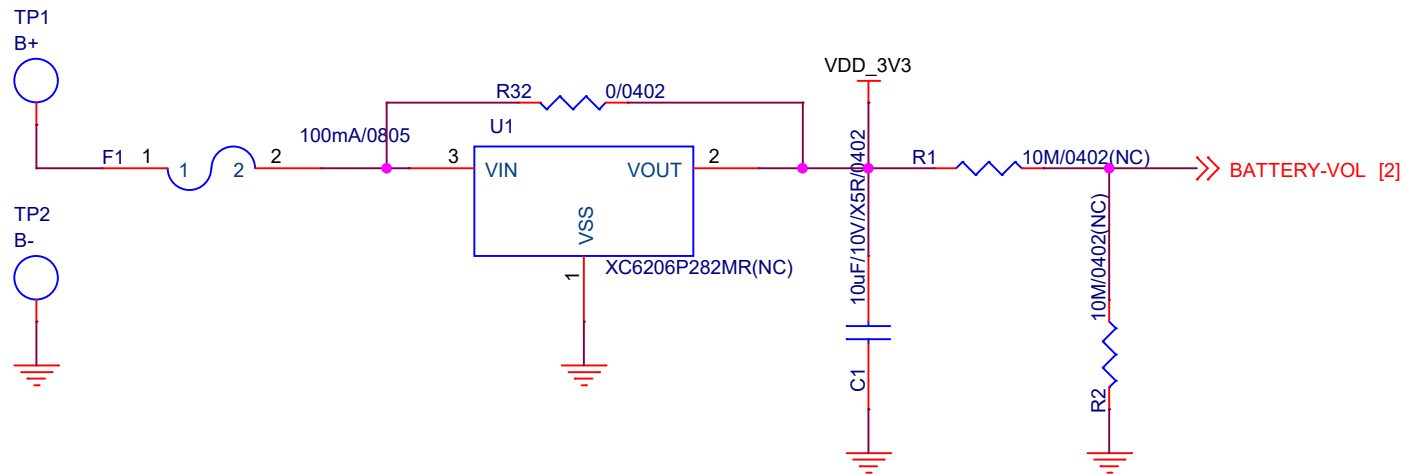 TP1
B+
R32
0/0402
VDD_3V3
100mA/0805
U1
F1
1
1
2
2
3
VIN
VOUT
2
VSS
1
XC6206P282MR(NC)
R1
10M/0402(NC)
BATTERY-VOL [2]
TP2
B-
10uF/10V/X5R/0402
C1
10M/0402(NC)
R2